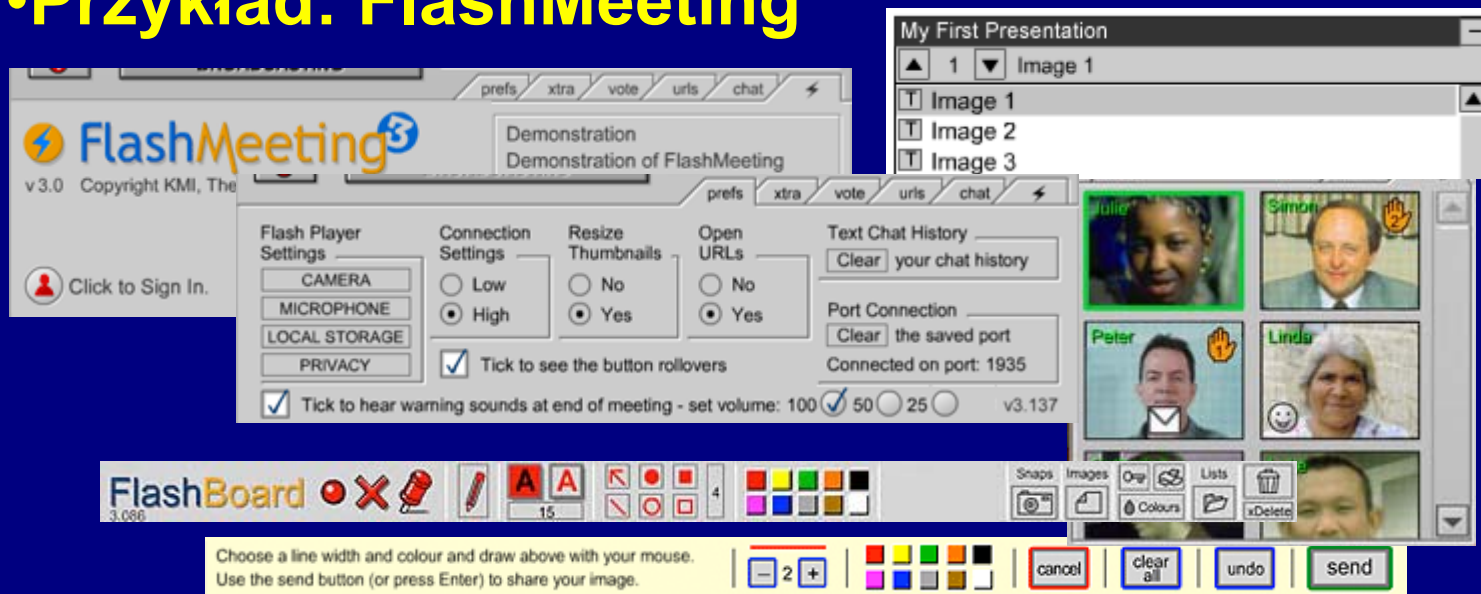 •Przykład: FlashMeeting
BROADCASTING
prefs xtra vote urls chat
FlashMeeting 3
v 3.0 Copyright KMI, The
Demonstration
Demonstration of FlashMeeting
Click to Sign In.
My First Presentation
1 Image 1
T Image 1
T Image 2
T Image 3
prefs xtra vote urls chat
Flash Player Settings
CAMERA
MICROPHONE
LOCAL STORAGE
PRIVACY
Connection Settings
Low
High
Resize Thumbnails
No
Yes
Open URLs
No
Yes
Text Chat History
Clear your chat history
Port Connection
Clear the saved port
Connected on port: 1935
Tick to see the button rollovers
Tick to hear warning sounds at end of meeting - set volume: 100 50 25 v3.137
Julie
Simon 2
Peter 1
Linda
FlashBoard
3.086
A A
15
4
Snaps Images Lists
Colours xDelete
Choose a line width and colour and draw above with your mouse.
Use the send button (or press Enter) to share your image.
– 2 +
cancel
clear all
undo
send